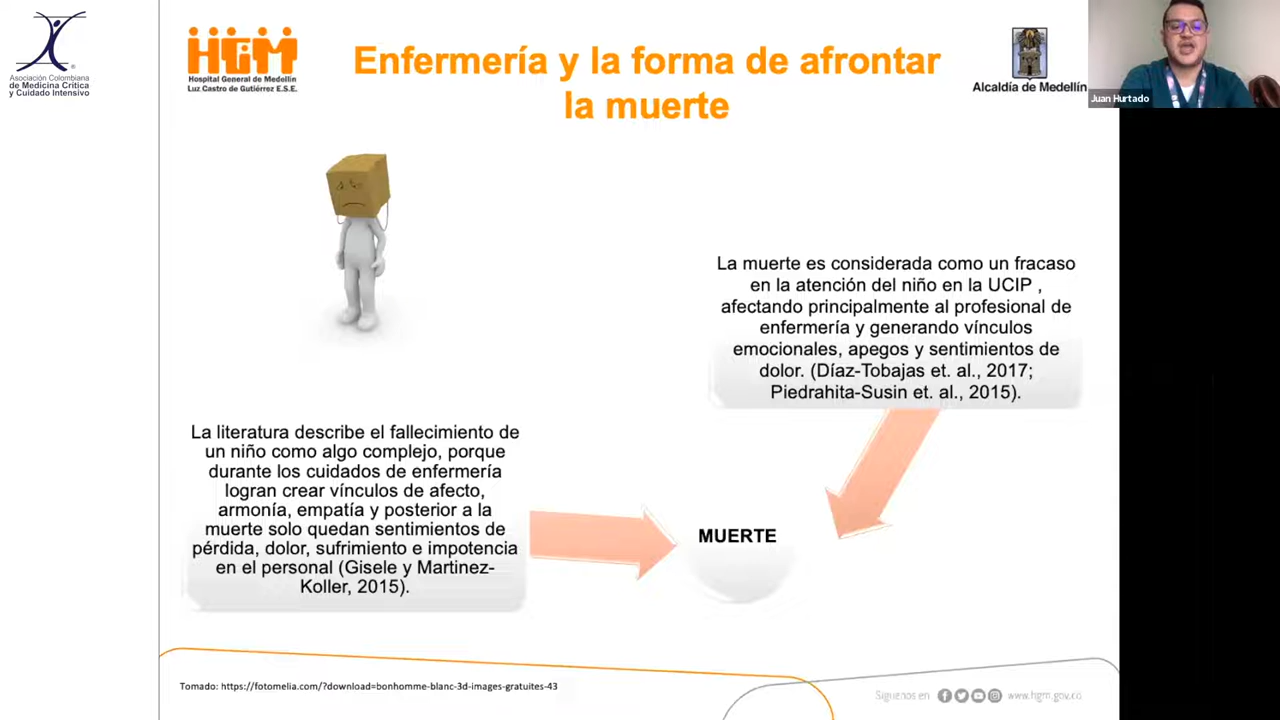 Asociación Colombiana
de Medicina Crítica
y Cuidado Intensivo
HGM
Hospital General de Medellín
Luz Castro de Gutiérrez E.S.E.
Enfermería y la forma de afrontar
la muerte
Alcaldía de Medellín
Juan Hurtado
La muerte es considerada como un fracaso
en la atención del niño en la UCIP ,
afectando principalmente al profesional de
enfermería y generando vínculos
emocionales, apegos y sentimientos de
dolor. (Díaz-Tobajas et. al., 2017;
Piedrahita-Susin et. al., 2015).
La literatura describe el fallecimiento de
un niño como algo complejo, porque
durante los cuidados de enfermería
logran crear vínculos de afecto,
armonía, empatía y posterior a la
muerte solo quedan sentimientos de
pérdida, dolor, sufrimiento e impotencia
en el personal (Gisele y Martinez-
Koller, 2015).
MUERTE
Tomado: https://fotomelia.com/?download=bonhomme-blanc-3d-images-gratuites-43
Síguenos en
www.hgm.gov.co